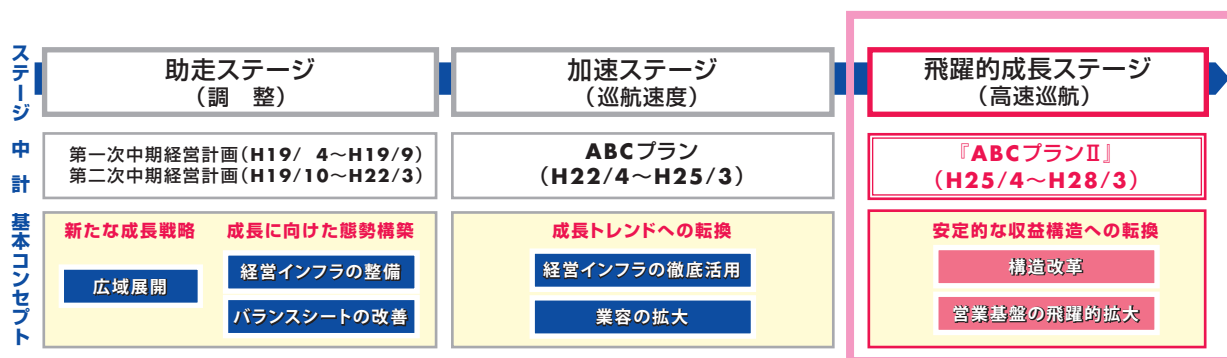 ステージ
助走ステージ
（調　整）
加速ステージ
（巡航速度）
飛躍的成長ステージ
（高速巡航）
中計
第一次中期経営計画（H19/ 4～H19/9）
第二次中期経営計画（H19/10～H22/3）
ABCプラン
（H22/4～H25/3）
『ABCプランⅡ』
（H25/4～H28/3）
基本コンセプト
新たな成長戦略
広域展開
成長に向けた態勢構築
経営インフラの整備
バランスシートの改善
成長トレンドへの転換
経営インフラの徹底活用
業容の拡大
安定的な収益構造への転換
構造改革
営業基盤の飛躍的拡大